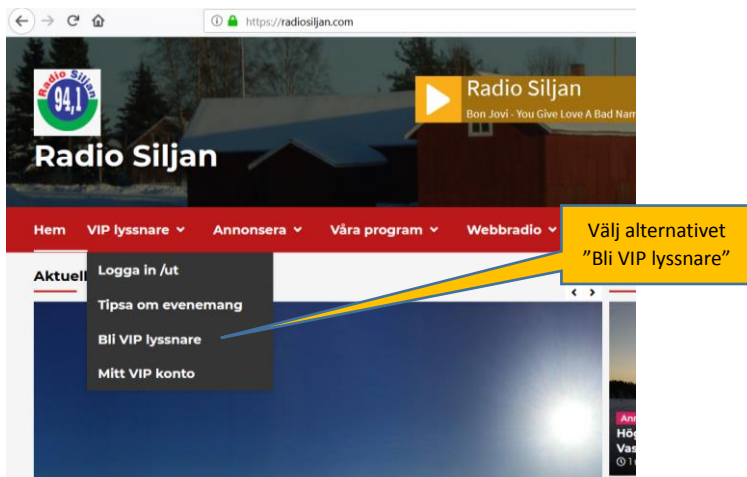 https://radiosiljan.com
Radio Siljan
94,1
Radio Siljan
Bon Jovi - You Give Love A Bad
Radio Siljan
Hem VIP lyssnare Annonsera Våra program Webbradio
Välj alternativet
”Bli VIP lyssnare”
Logga in /ut
Tipsa om evenemang
Bli VIP lyssnare
Mitt VIP konto